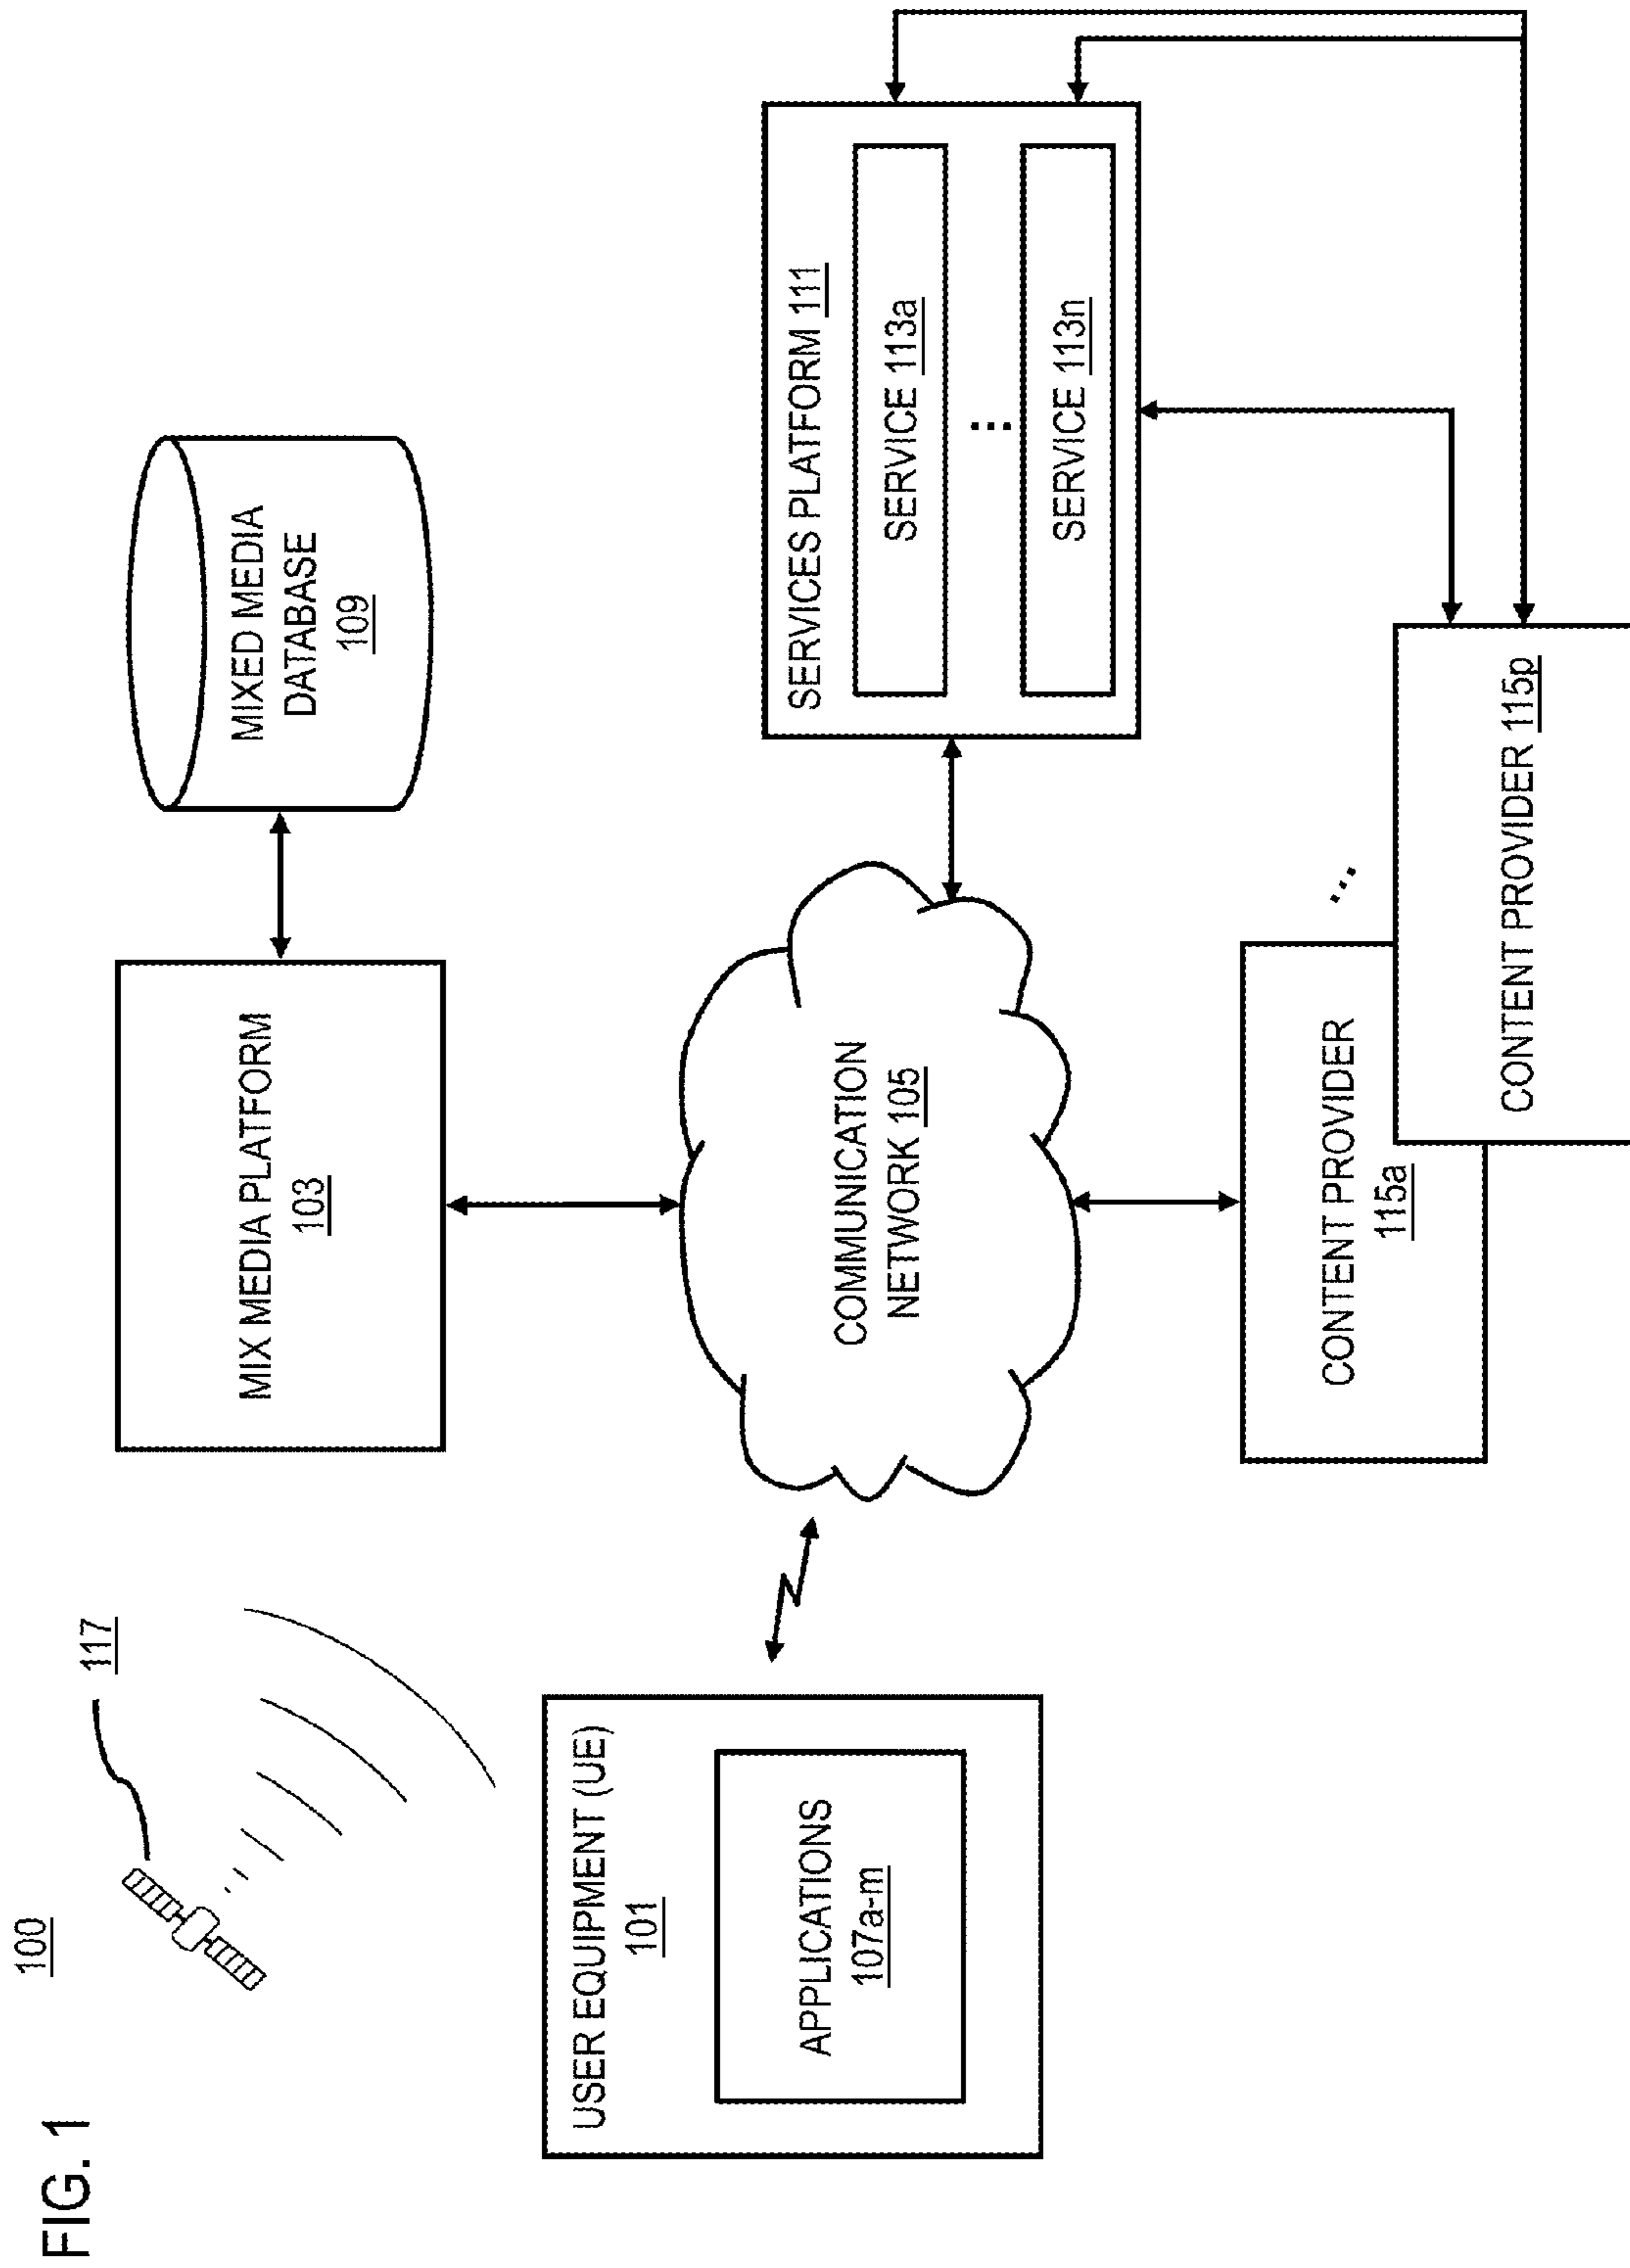 FIG. 1
100
117
MIX MEDIA PLATFORM
103
MIXED MEDIA
DATABASE
109
USER EQUIPMENT (UE)
101
APPLICATIONS
107a-m
COMMUNICATION
NETWORK 105
SERVICES PLATFORM 111
SERVICE 113a
...
SERVICE 113n
CONTENT PROVIDER
115a
...
CONTENT PROVIDER 115p